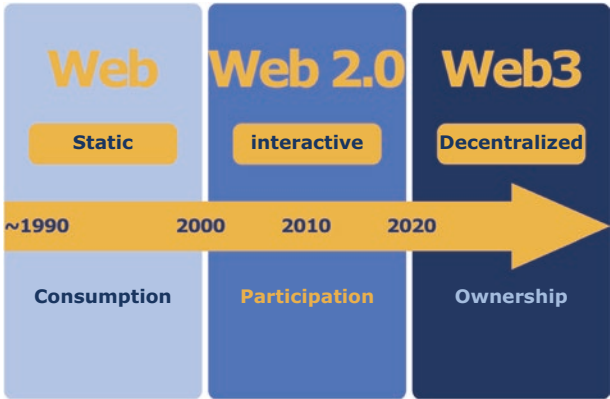 Web Web 2.0 Web3
Static interactive Decentralized
~1990 2000 2010 2020
Consumption Participation Ownership